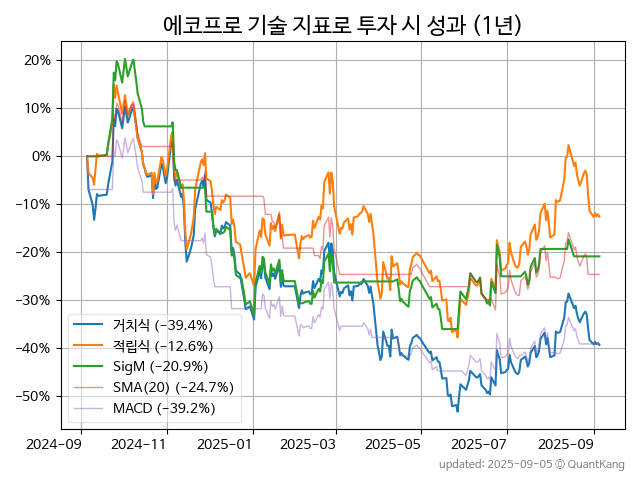 에코프로 기술 지표로 투자 시 성과 (1년)
20%
10%
0%
−10%
−20%
−30%
−40%
−50%
거치식 (−39.4%)
적립식 (−12.6%)
SigM (−20.9%)
SMA(20) (−24.7%)
MACD (−39.2%)
2024-09 2024-11 2025-01 2025-03 2025-05 2025-07 2025-09
updated: 2025-09-05 © QuantKang